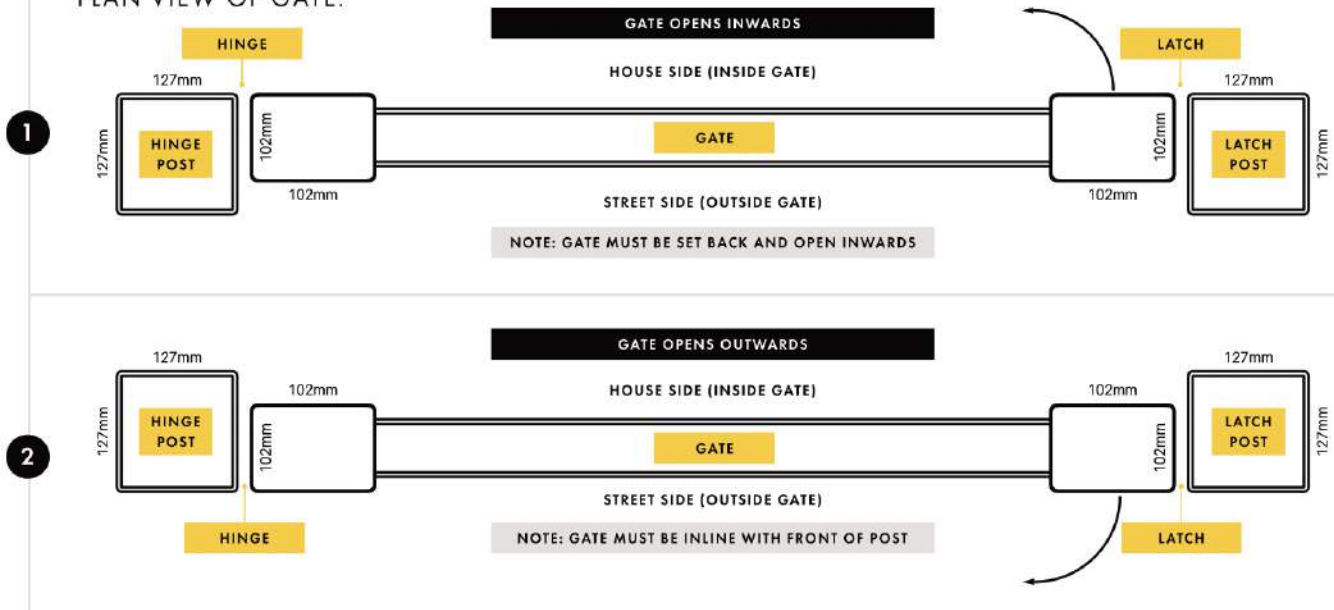 PLAN VIEW OF GATE:
GATE OPENS INWARDS
HINGE
LATCH
HOUSE SIDE (INSIDE GATE)
127mm
127mm
1
127mm
HINGE
POST
102mm
GATE
102mm
LATCH
POST
127mm
102mm
102mm
STREET SIDE (OUTSIDE GATE)
NOTE: GATE MUST BE SET BACK AND OPEN INWARDS
GATE OPENS OUTWARDS
127mm
127mm
102mm
HOUSE SIDE (INSIDE GATE)
102mm
2
127mm
HINGE
POST
102mm
GATE
102mm
LATCH
POST
127mm
STREET SIDE (OUTSIDE GATE)
HINGE
NOTE: GATE MUST BE INLINE WITH FRONT OF POST
LATCH